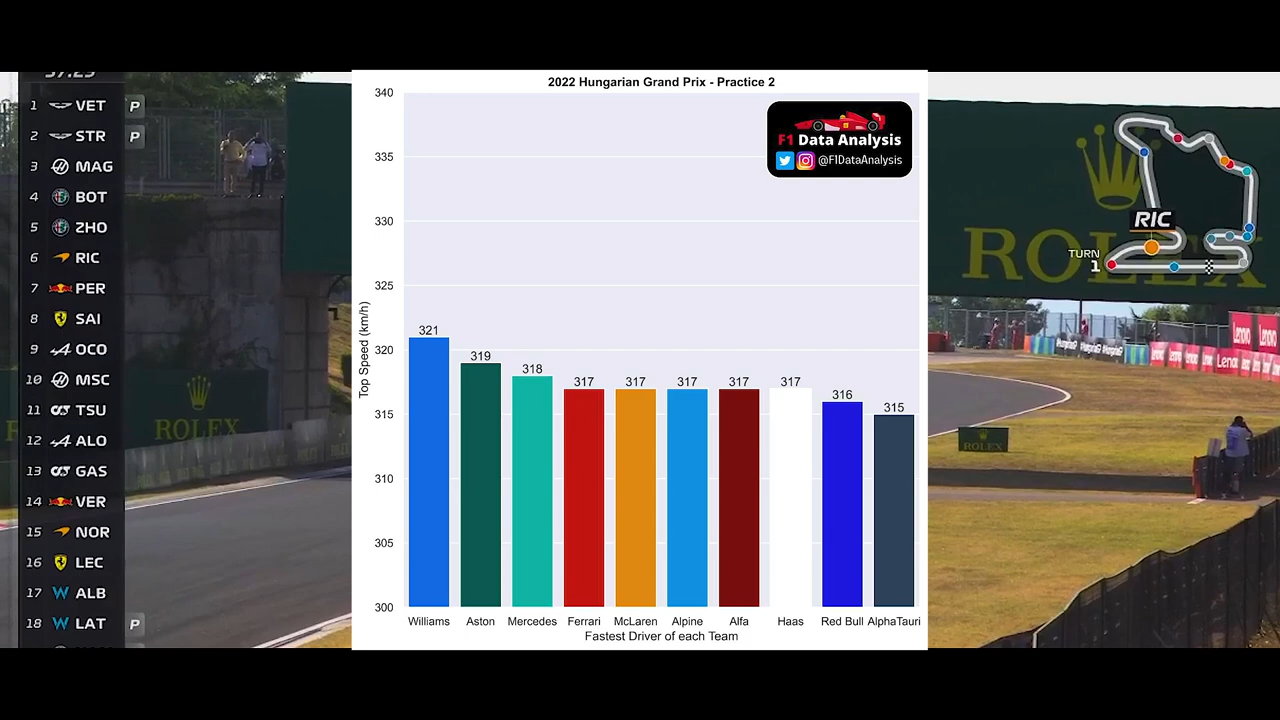 1 VET P
2 STR P
3 MAG
4 BOT
5 ZHO
6 RIC
7 PER
8 SAI
9 OCO
10 MSC
11 TSU
12 ALO
13 GAS
14 VER
15 NOR
16 LEC
17 ALB
18 LAT P
ROLEX
2022 Hungarian Grand Prix - Practice 2
F1 Data Analysis
@F1DataAnalysis
Top Speed (km/h)
340
335
330
325
320
315
310
305
300
321
319
318
317
317
317
317
317
316
315
Williams Aston Mercedes Ferrari McLaren Alpine Alfa Haas Red Bull AlphaTauri
Fastest Driver of each Team
ROLEX
RIC
TURN
1
Lenovo Lenovo
ROLEX